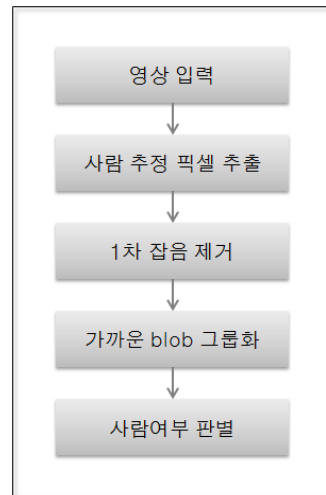 영상 입력
사람 추정 픽셀 추출
1차 잡음 제거
가까운 blob 그룹화
사람여부 판별